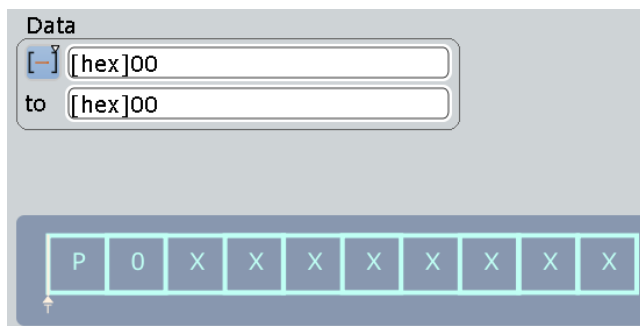 Data
[–] [hex]00
to [hex]00
P 0 X X X X X X X X
T